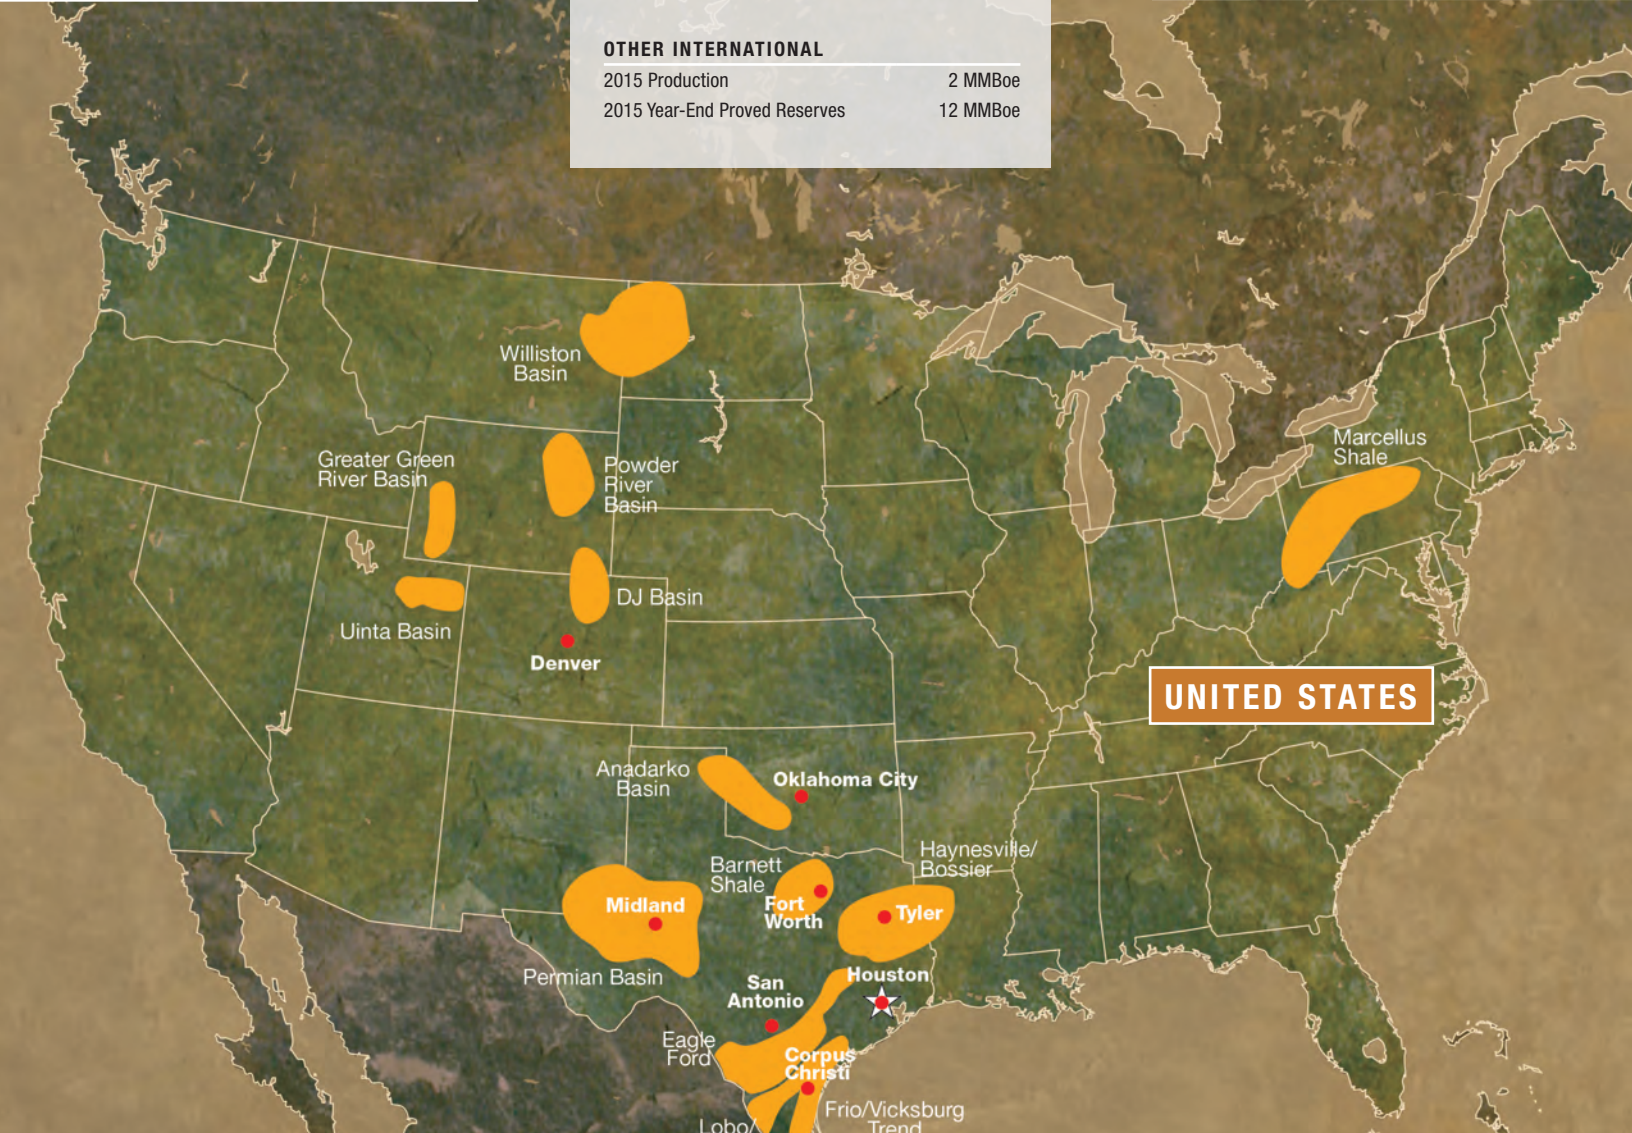 OTHER INTERNATIONAL
2015 Production 2 MMBoe
2015 Year-End Proved Reserves 12 MMBoe
Williston
Basin
Marcellus
Shale
Greater Green
River Basin
Powder
River
Basin
DJ Basin
Uinta Basin
Denver
UNITED STATES
Anadarko
Basin
Oklahoma City
Haynesville/
Bossier
Barnett
Shale
Fort
Worth
Midland
Tyler
Permian Basin
Houston
San
Antonio
Eagle
Ford
Corpus
Christi
Frio/Vicksburg
Trend
Lobo/